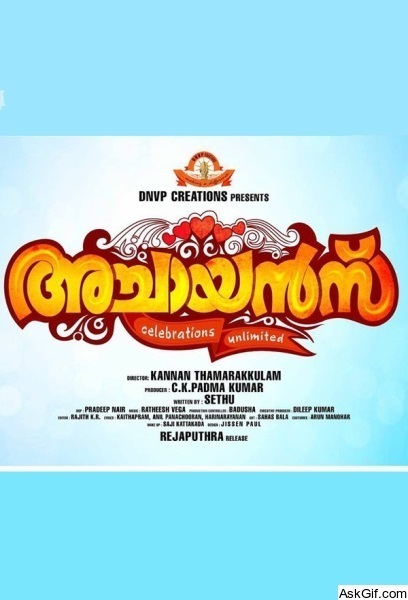 DNVP CREATIONS PRESENTS
അച്ചായൻസ്
celebrations unlimited
DIRECTOR: KANNAN THAMARAKKULAM
PRODUCER : C.K.PADMA KUMAR
WRITTEN BY : SETHU
DOP : PRADEEP NAIR MUSIC : RATHEESH VEGA PRODUCTION CONTROLLER : BADUSHA EXECUTIVE PRODUCER : DILEEP KUMAR
EDITOR : RAJITH K.R. LYRICS : KAITHAPRAM, ANIL PANACHOORAN, HARINARAYANAN ART : SAHAS BALA COSTUMES : ARUN MANOHAR
MAKE UP : SAJI KATTAKADA DESIGN : JISSEN PAUL
REJAPUTHRA RELEASE
AskGif.com